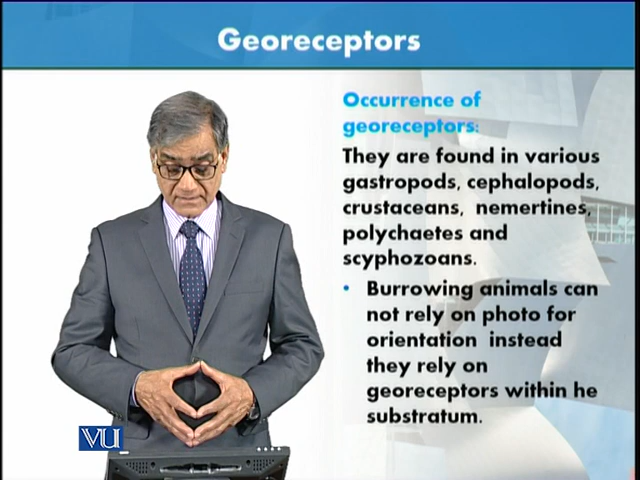 Georeceptors
Occurrence of
georeceptors:
They are found in various
gastropods, cephalopods,
crustaceans, nemertines,
polychaetes and
scyphozoans.
• Burrowing animals can
not rely on photo for
orientation instead
they rely on
georeceptors within he
substratum.
VU